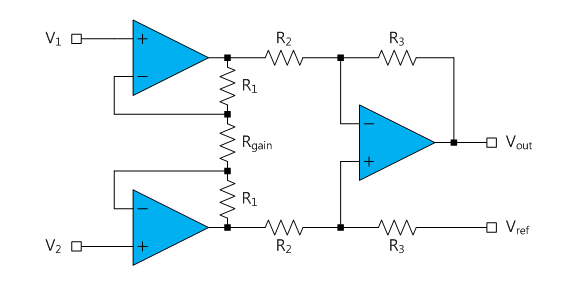 V1
+
−
R2
R3
R1
Rgain
−
+
Vout
R1
−
+
V2
R2
R3
Vref